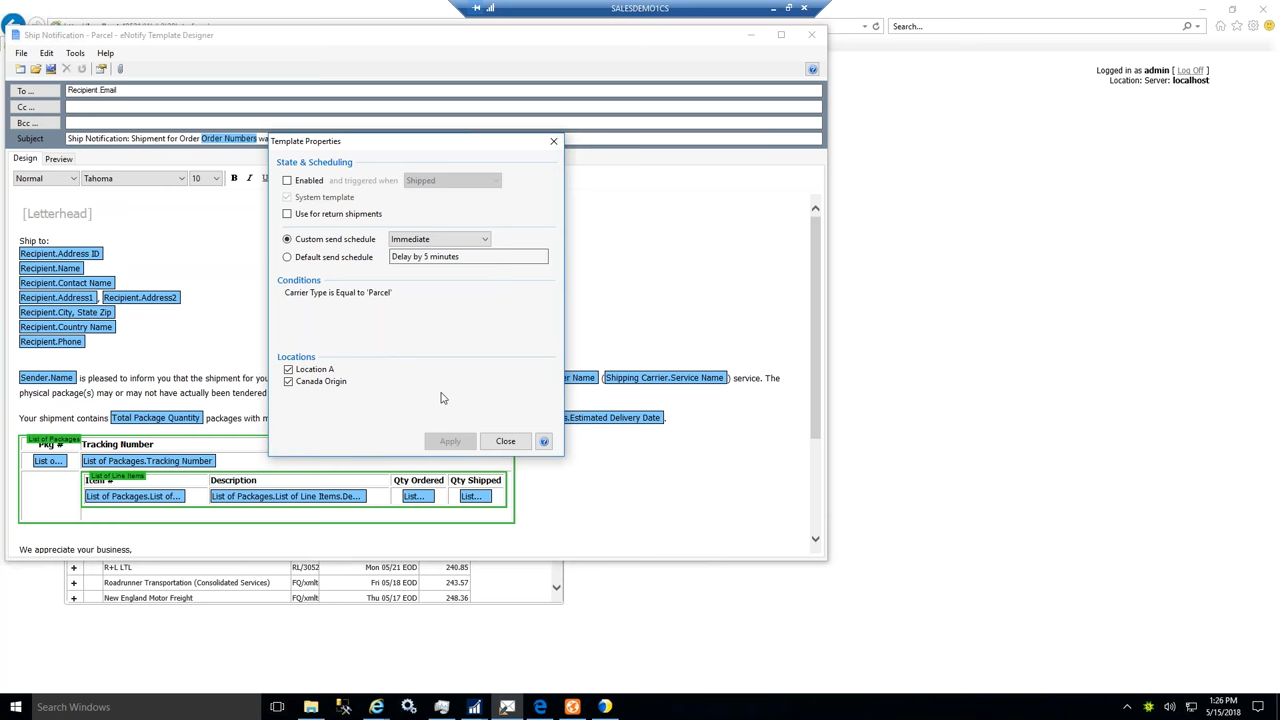 SALESDEMO1CS
Search...
Ship Notification - Parcel - eNotify Template Designer
File Edit Tools Help
Logged in as admin [ Log Off ]
Location: Server: localhost
To ... Recipient.Email
Cc ...
Bcc ...
Subject Ship Notification: Shipment for Order Order Numbers wa
Design Preview
Normal Tahoma 10 B I U
[Letterhead]
Ship to:
Recipient.Address ID
Recipient.Name
Recipient.Contact Name
Recipient.Address1 , Recipient.Address2
Recipient.City, State Zip
Recipient.Country Name
Recipient.Phone
Sender.Name is pleased to inform you that the shipment for you
er Name (Shipping Carrier.Service Name ) service. The
physical package(s) may or may not have actually been tendered
Your shipment contains Total Package Quantity packages with m
s.Estimated Delivery Date .
List of Packages
Pkg # Tracking Number
List o... List of Packages.Tracking Number
List of Line Items
Item # Description Qty Ordered Qty Shipped
List of Packages.List of... List of Packages.List of Line Items.De... List... List...
We appreciate your business,
Template Properties
State & Scheduling
Enabled and triggered when Shipped
System template
Use for return shipments
Custom send schedule Immediate
Default send schedule Delay by 5 minutes
Conditions
Carrier Type is Equal to 'Parcel'
Locations
Location A
Canada Origin
Apply Close
R+L LTL RL/3052 Mon 05/21 EOD 240.85
Roadrunner Transportation (Consolidated Services) FQ/xmlt Fri 05/18 EOD 243.57
New England Motor Freight FQ/xmlt Thu 05/17 EOD 248.36
Search Windows
1:26 PM
5/15/2018